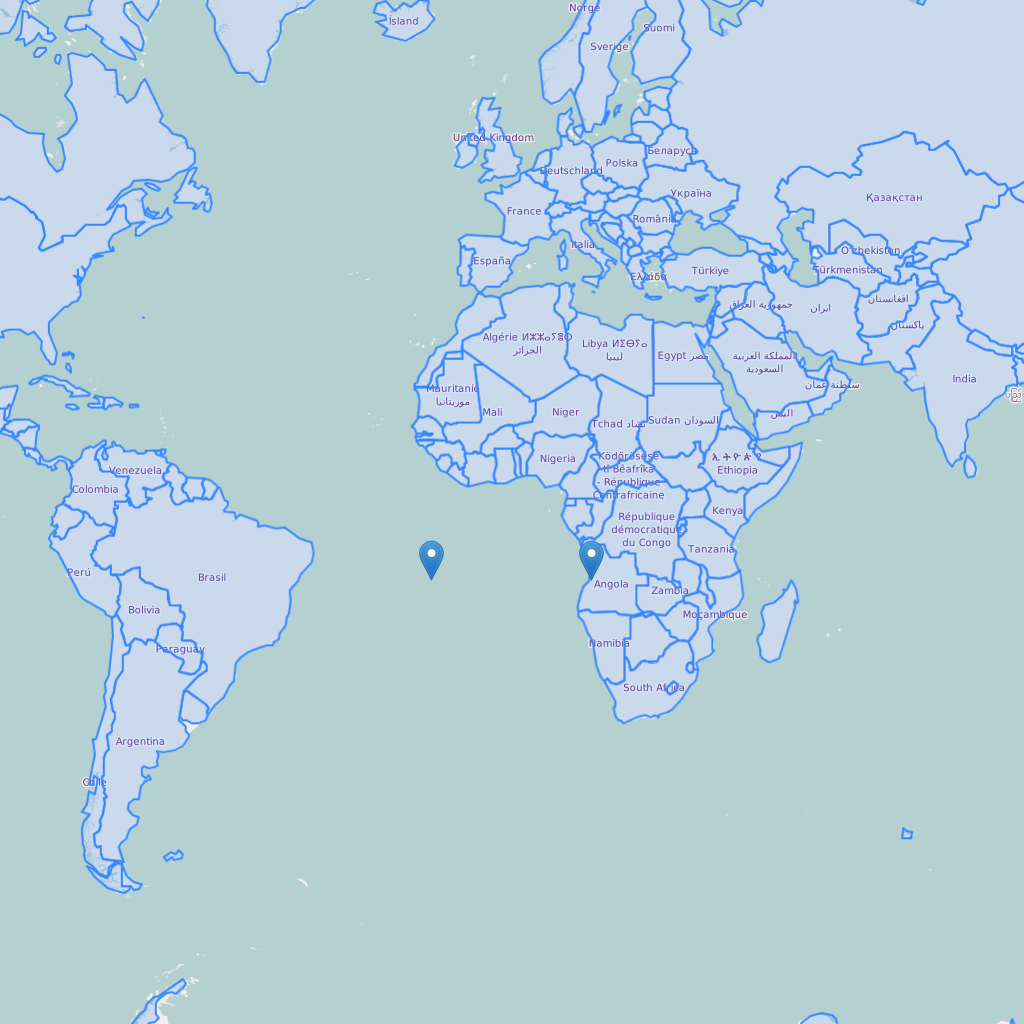 Norge
Ísland
Suomi
Sverige
United Kingdom
Беларусь
Polska
Deutschland
Україна
Қазақстан
France
România
Italia
Oʻzbekiston
España
Türkiye
Türkmenistan
Ελλάδα
افغانستان
جمهورية العراق
ایران
پاکستان
Algérie ⵍⵣⵣⴰⵢⴻⵔ
الجزائر
Libya ⵍⵉⴱⵢⴰ
ليبيا
Egypt مصر
المملكة العربية
السعودية
India
سلطنة عمان
Mauritanie
موريتانيا
Mali
Niger
Tchad تشاد
Sudan السودان
اليمن
Nigeria
Ködörösêse
tî Bêafrîka
- République
Centrafricaine
ኢትዮጵያ
Ethiopia
Venezuela
Colombia
République
démocratique
du Congo
Kenya
Tanzania
Perú
Brasil
Angola
Zambia
Bolivia
Moçambique
Paraguay
Namibia
South Africa
Argentina
Chile